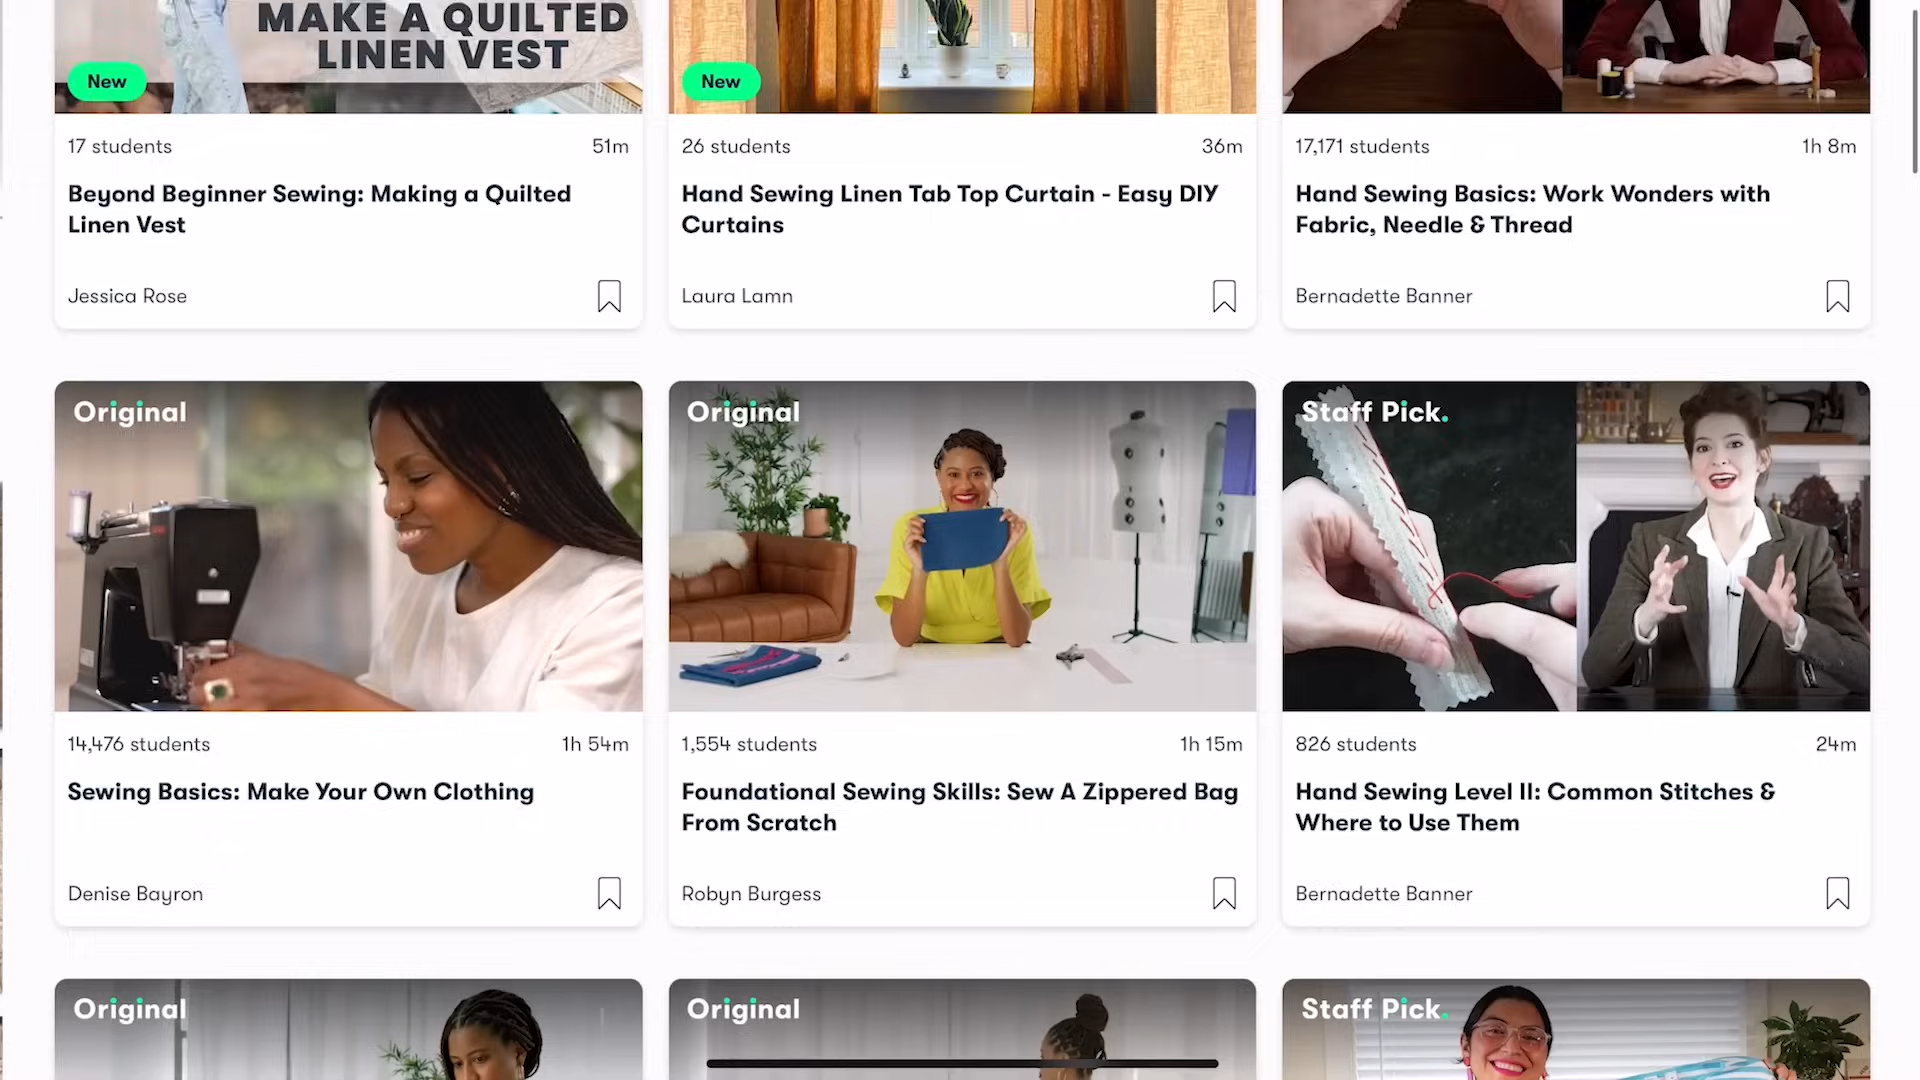 MAKE A QUILTED
LINEN VEST
New
New
17 students
51m
26 students
36m
17,171 students
1h 8m
Beyond Beginner Sewing: Making a Quilted
Linen Vest
Hand Sewing Linen Tab Top Curtain - Easy DIY
Curtains
Hand Sewing Basics: Work Wonders with
Fabric, Needle & Thread
Jessica Rose
Laura Lamn
Bernadette Banner
Original
Original
Staff Pick.
14,476 students
1h 54m
1,554 students
1h 15m
826 students
24m
Sewing Basics: Make Your Own Clothing
Foundational Sewing Skills: Sew A Zippered Bag
From Scratch
Hand Sewing Level II: Common Stitches &
Where to Use Them
Denise Bayron
Robyn Burgess
Bernadette Banner
Original
Original
Staff Pick.